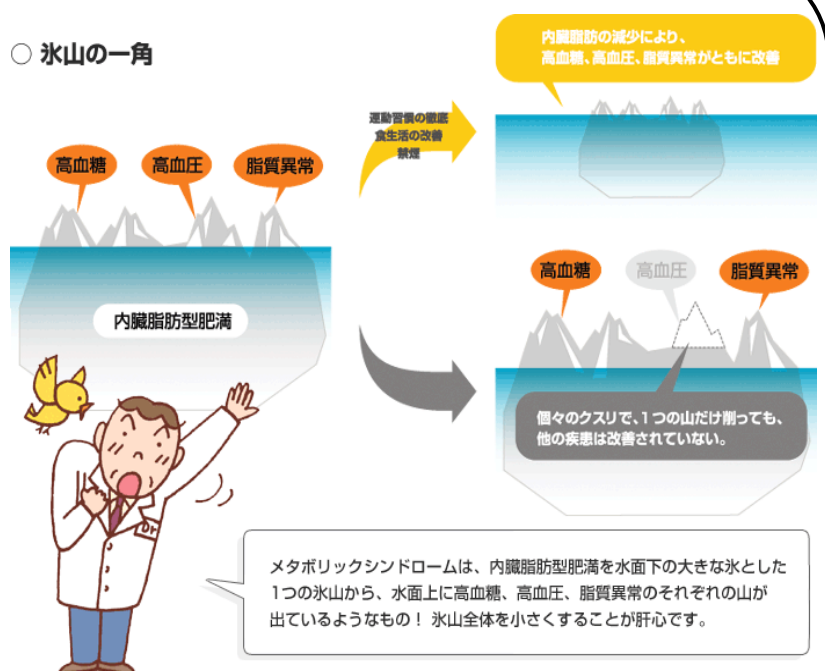 ○ 氷山の一角
内臓脂肪の減少により、
高血糖、高血圧、脂質異常がともに改善
運動習慣の徹底
食生活の改善
禁煙
高血糖
高血圧
脂質異常
内臓脂肪型肥満
高血糖
高血圧
脂質異常
個々のクスリで、1つの山だけ削っても、
他の疾患は改善されていない。
メタボリックシンドロームは、内臓脂肪型肥満を水面下の大きな氷とした
1つの氷山から、水面上に高血糖、高血圧、脂質異常のそれぞれの山が
出ているようなもの！ 氷山全体を小さくすることが肝心です。